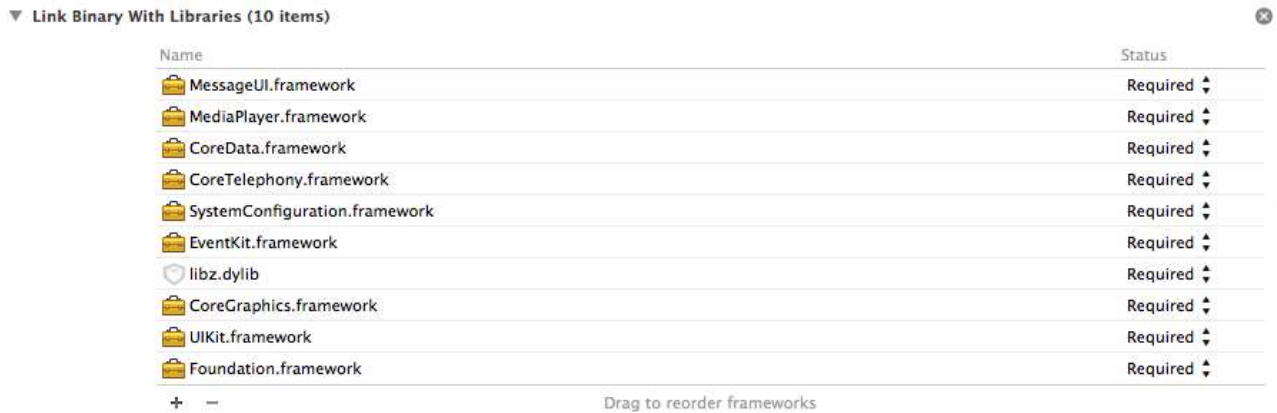 Link Binary With Libraries (10 items)
Name Status
MessageUI.framework Required
MediaPlayer.framework Required
CoreData.framework Required
CoreTelephony.framework Required
SystemConfiguration.framework Required
EventKit.framework Required
libz.dylib Required
CoreGraphics.framework Required
UIKit.framework Required
Foundation.framework Required
+ − Drag to reorder frameworks